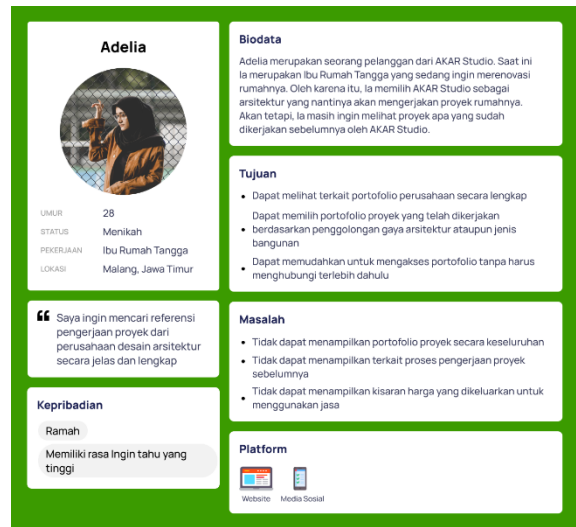 Adelia
UMUR 28
STATUS Menikah
PEKERJAAN Ibu Rumah Tangga
LOKASI Malang, Jawa Timur
Saya ingin mencari referensi
pengerjaan proyek dari
perusahaan desain arsitektur
secara jelas dan lengkap
Kepribadian
Ramah
Memiliki rasa Ingin tahu yang
tinggi
Biodata
Adelia merupakan seorang pelanggan dari AKAR Studio. Saat ini
Ia merupakan Ibu Rumah Tangga yang sedang ingin merenovasi
rumahnya. Oleh karena itu, Ia memilih AKAR Studio sebagai
arsitektur yang nantinya akan mengerjakan proyek rumahnya.
Akan tetapi, Ia masih ingin melihat proyek apa yang sudah
dikerjakan sebelumnya oleh AKAR Studio.
Tujuan
• Dapat melihat terkait portofolio perusahaan secara lengkap
Dapat memilih portofolio proyek yang telah dikerjakan
• berdasarkan penggolongan gaya arsitektur ataupun jenis
bangunan
• Dapat memudahkan untuk mengakses portofolio tanpa harus
menghubungi terlebih dahulu
Masalah
• Tidak dapat menampilkan portofolio proyek secara keseluruhan
• Tidak dapat menampilkan terkait proses pengerjaan proyek
sebelumnya
• Tidak dapat menampilkan kisaran harga yang dikeluarkan untuk
menggunakan jasa
Platform
Website Media Sosial